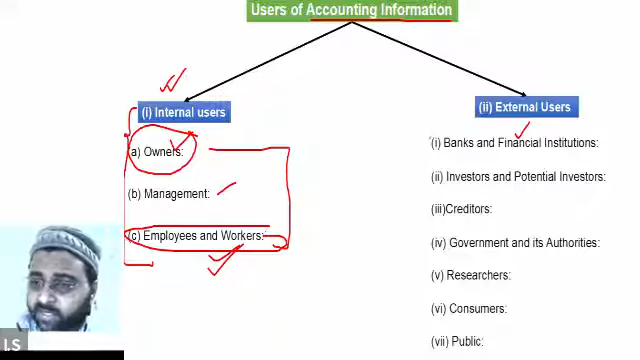 Users of Accounting Information
(i) Internal users
a) Owners:
(b) Management:
(c) Employees and Workers:
(ii) External Users
(i) Banks and Financial Institutions:
(ii) Investors and Potential Investors:
(iii)Creditors:
(iv) Government and its Authorities:
(v) Researchers:
(vi) Consumers:
(vii) Public:
I.S